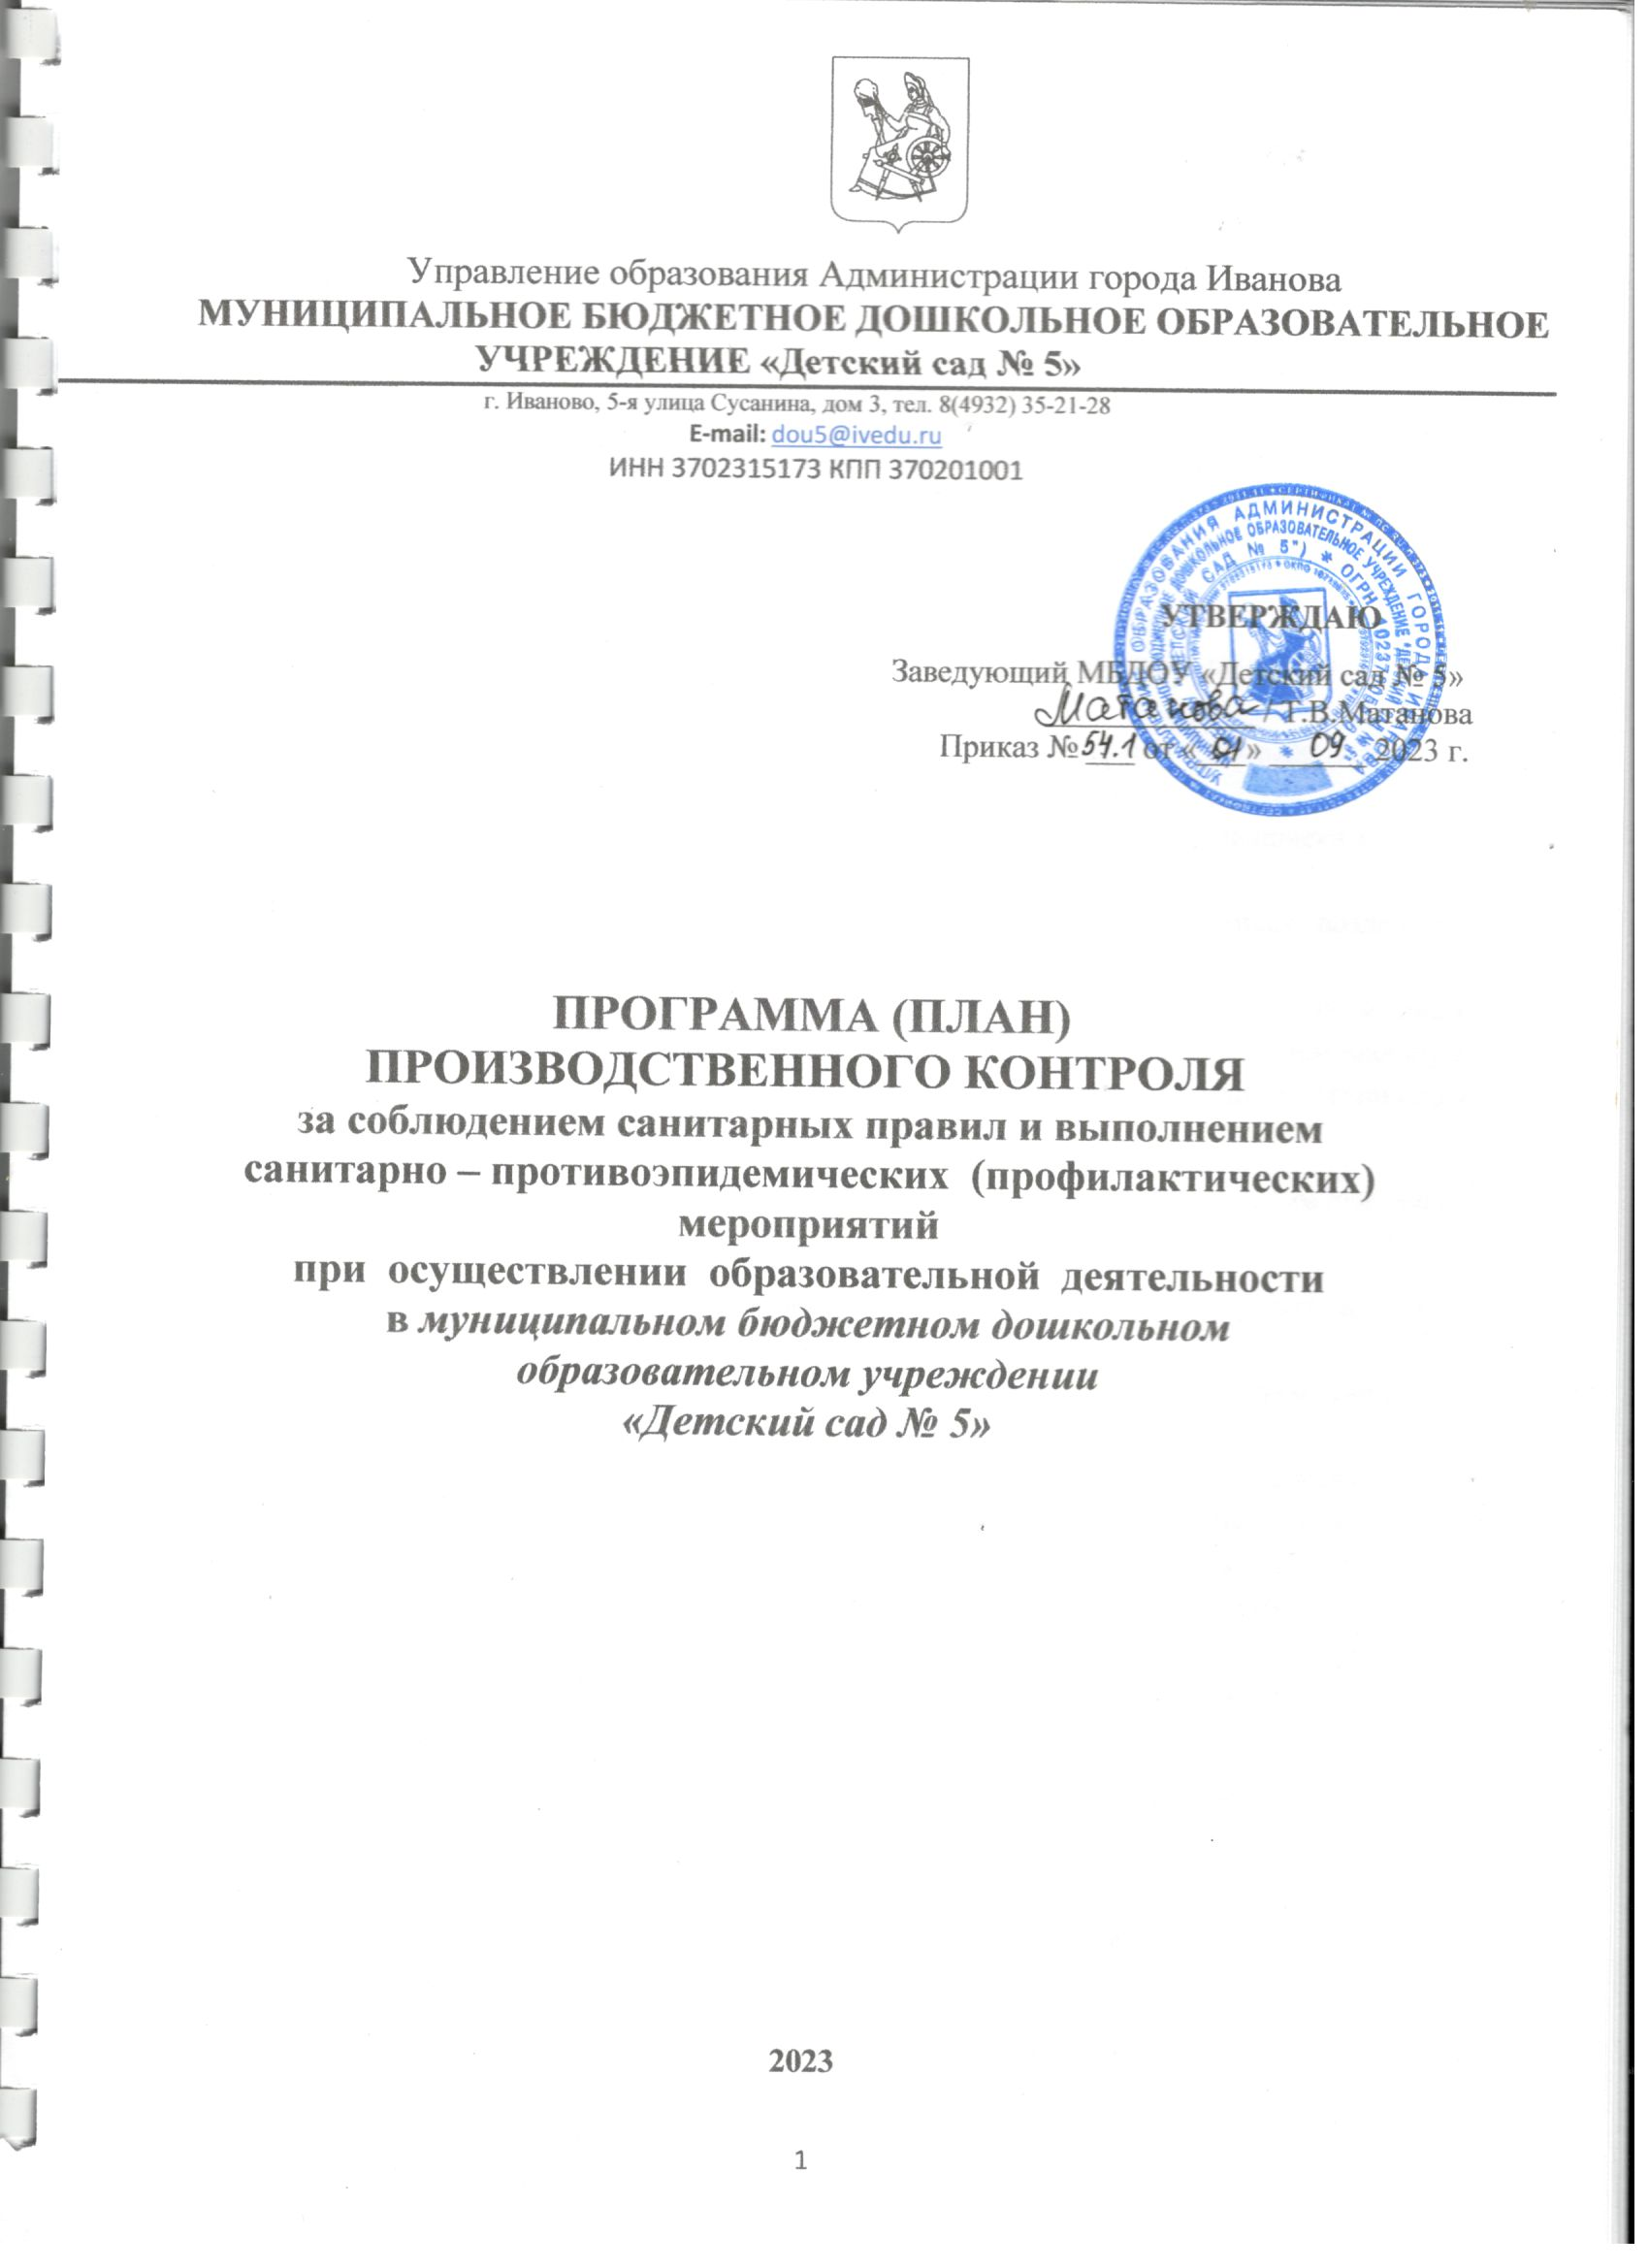 Управление образования Администрации города Иванова
МУНИЦИПАЛЬНОЕ БЮДЖЕТНОЕ ДОШКОЛЬНОЕ ОБРАЗОВАТЕЛЬНОЕ
УЧРЕЖДЕНИЕ «Детский сад № 5»
г. Иваново, 5-я улица Сусанина, дом 3, тел. 8(4932) 35-21-28
E-mail: dou5@ivedu.ru
ИНН 3702315173 КПП 370201001
УТВЕРЖДАЮ
Заведующий МБДОУ «Детский сад № 5»
Матанова / Т.В.Матанова
Приказ № 54.1 от « 01 » 09 2023 г.
ПРОГРАММА (ПЛАН)
ПРОИЗВОДСТВЕННОГО КОНТРОЛЯ
за соблюдением санитарных правил и выполнением
санитарно – противоэпидемических (профилактических)
мероприятий
при осуществлении образовательной деятельности
в муниципальном бюджетном дошкольном
образовательном учреждении
«Детский сад № 5»
2023
1